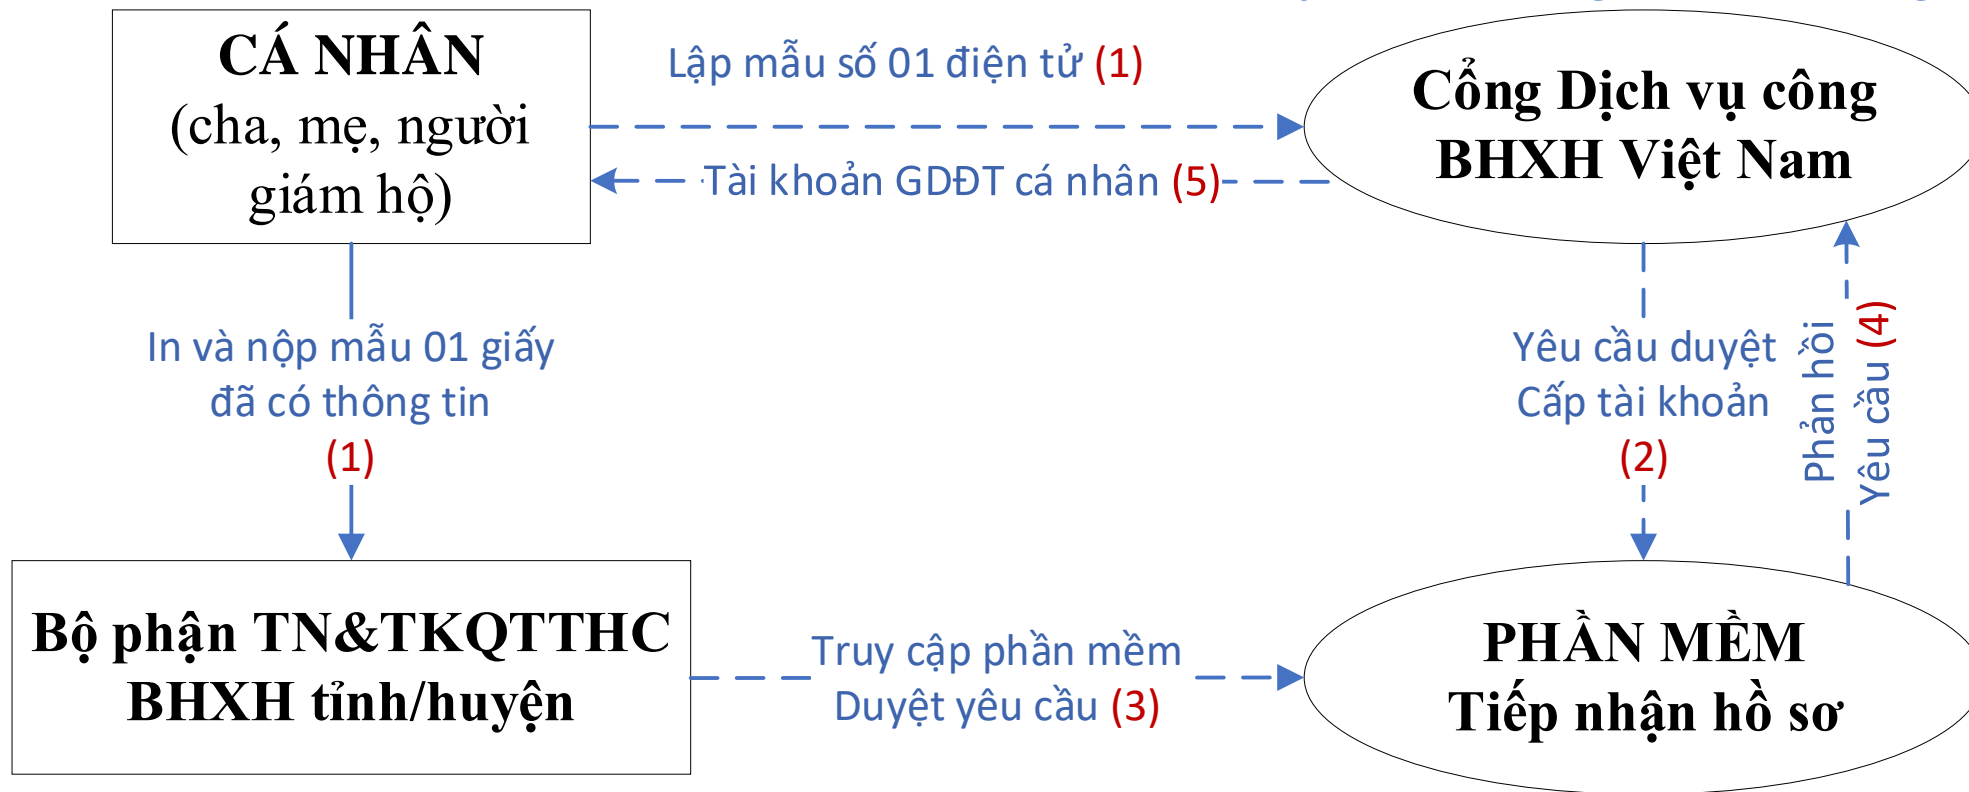 CÁ NHÂN
(cha, mẹ, người
giám hộ)
Lập mẫu số 01 điện tử (1)
Cổng Dịch vụ công
BHXH Việt Nam
Tài khoản GDĐT cá nhân (5)
In và nộp mẫu 01 giấy
đã có thông tin
(1)
Yêu cầu duyệt
Cấp tài khoản
(2)
Phản hồi
Yêu cầu (4)
Bộ phận TN&TKQTTHC
BHXH tỉnh/huyện
Truy cập phần mềm
Duyệt yêu cầu (3)
PHẦN MỀM
Tiếp nhận hồ sơ